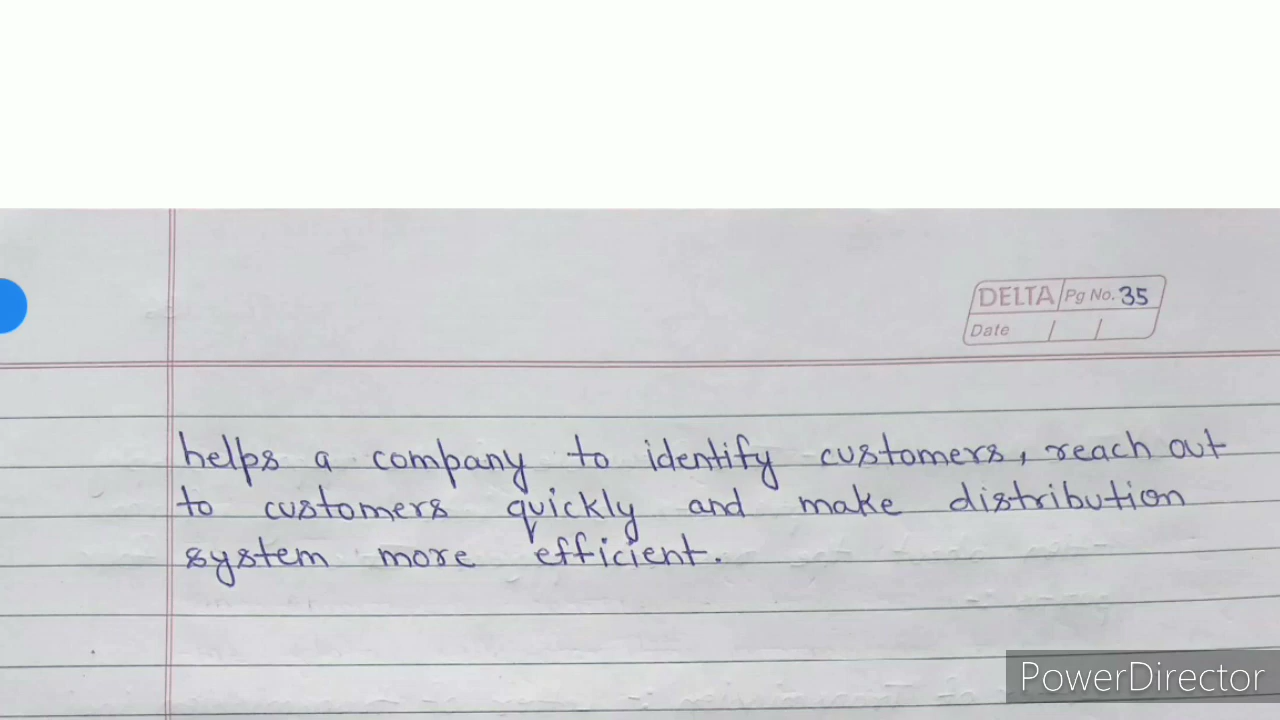 DELTA Pg No. 35
Date / /
helps a company to identify customers, reach out
to customers quickly and make distribution
system more efficient.
PowerDirector